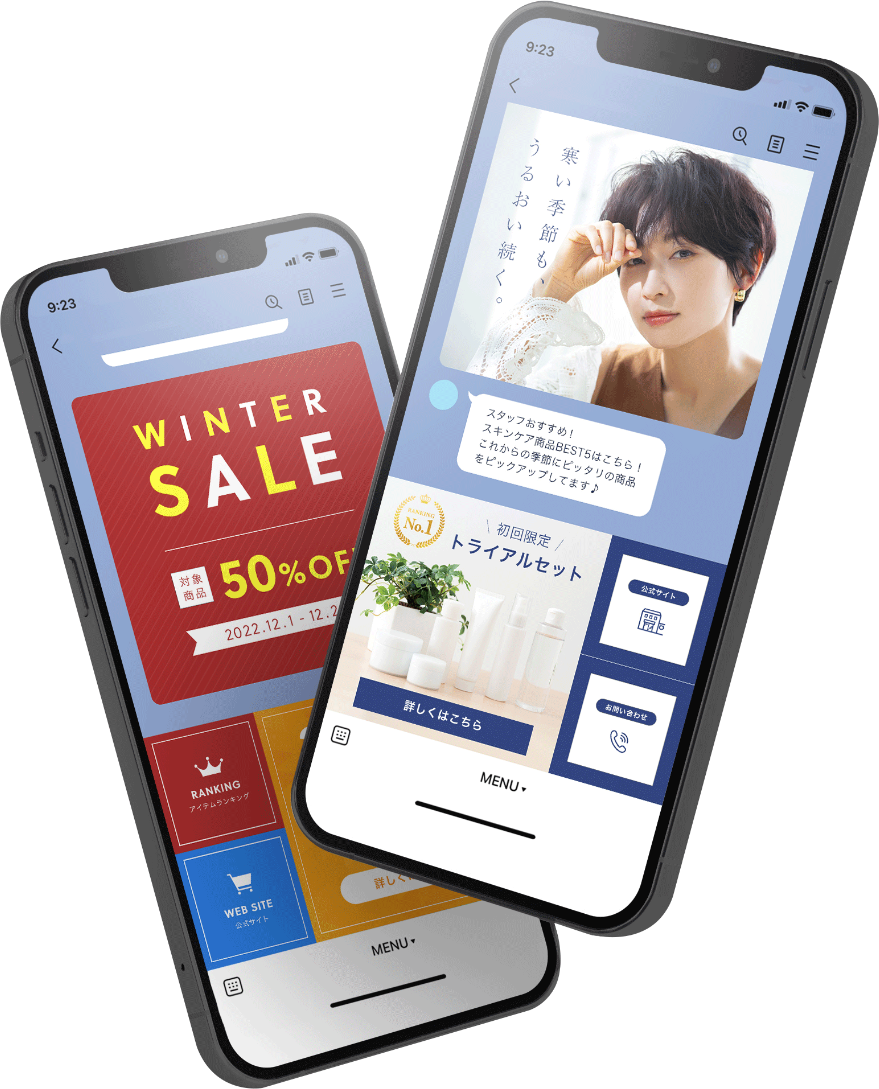 9:23
WINTER
SALE
対象
商品
50%OFF
2022.12.1 - 12.2
RANKING
アイテムランキング
WEB SITE
公式サイト
詳しく
MENU▼
9:23
寒い季節も、
うるおい続く。
スタッフおすすめ！
スキンケア商品BEST5はこちら！
これからの季節にピッタリの商品
をピックアップしてます♪
RANKING
No.1
\ 初回限定 /
トライアルセット
詳しくはこちら
公式サイト
お問い合わせ
MENU▼